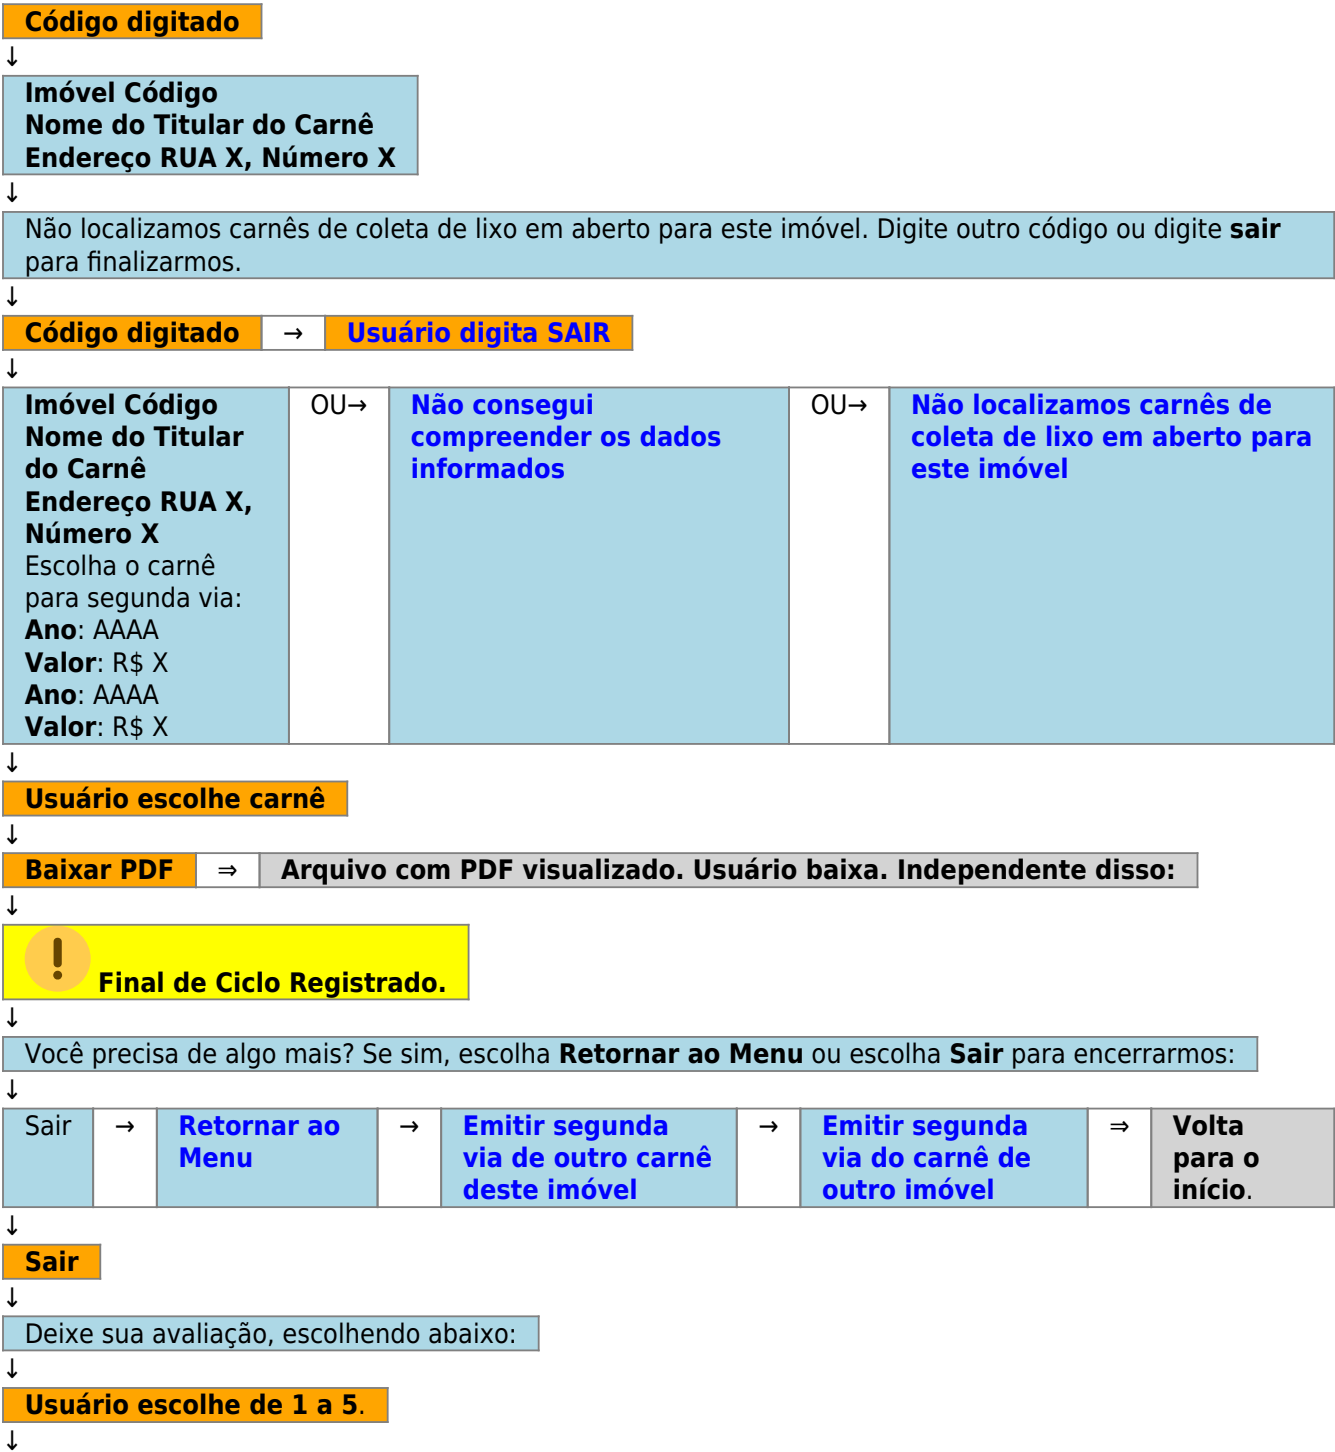 Código digitado
↓
Imóvel Código
Nome do Titular do Carnê
Endereço RUA X, Número X
↓
Não localizamos carnês de coleta de lixo em aberto para este imóvel. Digite outro código ou digite sair
para finalizarmos.
↓
Código digitado → Usuário digita SAIR
↓
Imóvel Código
Nome do Titular
do Carnê
Endereço RUA X,
Número X
Escolha o carnê
para segunda via:
Ano: AAAA
Valor: R$ X
Ano: AAAA
Valor: R$ X
OU→
Não consegui
compreender os dados
informados
OU→
Não localizamos carnês de
coleta de lixo em aberto para
este imóvel
↓
Usuário escolhe carnê
↓
Baixar PDF ⇒ Arquivo com PDF visualizado. Usuário baixa. Independente disso:
↓
! Final de Ciclo Registrado.
↓
Você precisa de algo mais? Se sim, escolha Retornar ao Menu ou escolha Sair para encerrarmos:
↓
Sair
→
Retornar ao
Menu
→
Emitir segunda
via de outro carnê
deste imóvel
→
Emitir segunda
via do carnê de
outro imóvel
⇒
Volta
para o
início.
↓
Sair
↓
Deixe sua avaliação, escolhendo abaixo:
↓
Usuário escolhe de 1 a 5.
↓